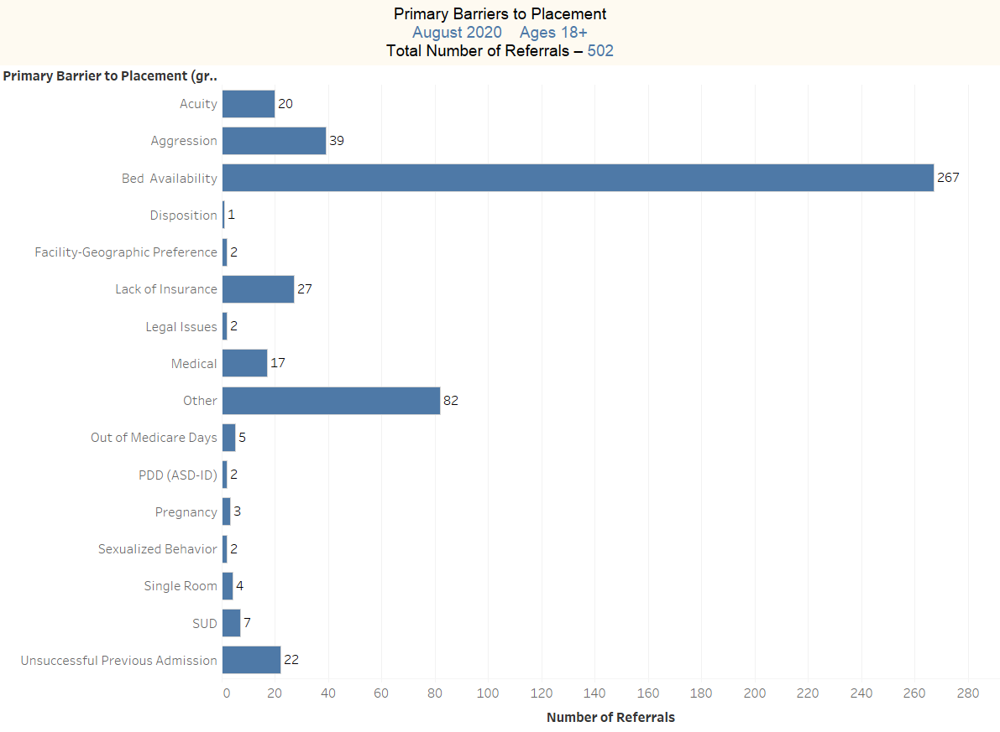 Primary Barriers to Placement
August 2020 Ages 18+
Total Number of Referrals – 502
Primary Barrier to Placement (gr..
Acuity 20
Aggression 39
Bed Availability 267
Disposition 1
Facility-Geographic Preference 2
Lack of Insurance 27
Legal Issues 2
Medical 17
Other 82
Out of Medicare Days 5
PDD (ASD-ID) 2
Pregnancy 3
Sexualized Behavior 2
Single Room 4
SUD 7
Unsuccessful Previous Admission 22
0 20 40 60 80 100 120 140 160 180 200 220 240 260 280
Number of Referrals